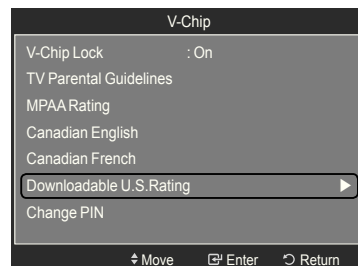 V-Chip
V-Chip Lock : On
TV Parental Guidelines
MPAA Rating
Canadian English
Canadian French
Downloadable U.S.Rating
Change PIN
Move Enter Return